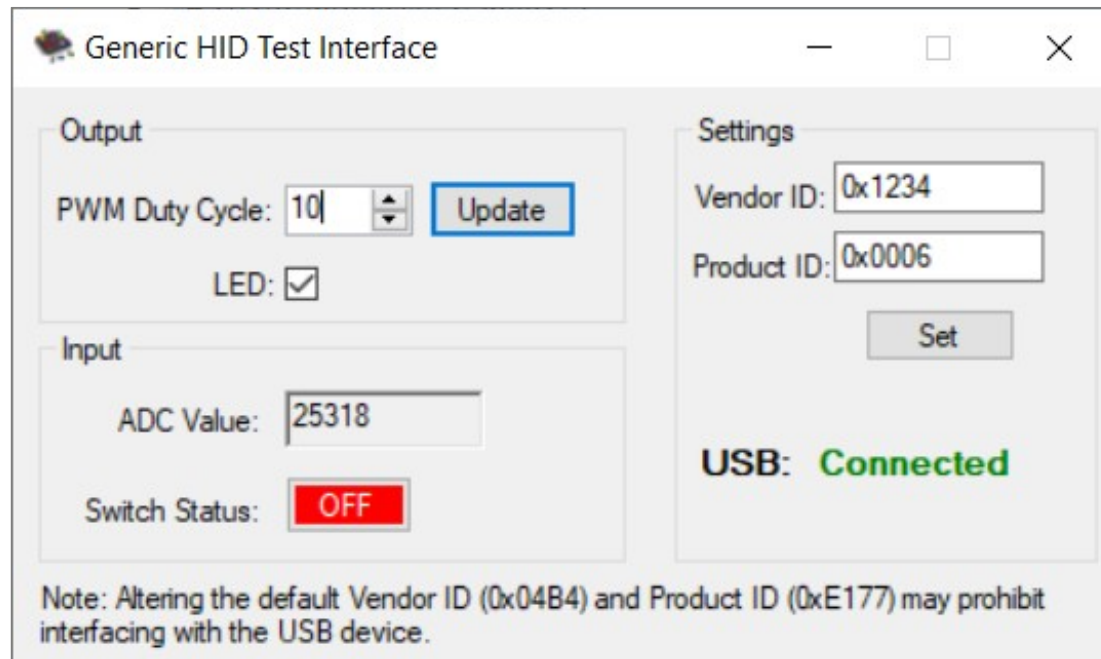 Generic HID Test Interface
Output
PWM Duty Cycle: 10 Update
LED:
Input
ADC Value: 25318
Switch Status: OFF
Settings
Vendor ID: 0x1234
Product ID: 0x0006
Set
USB: Connected
Note: Altering the default Vendor ID (0x04B4) and Product ID (0xE177) may prohibit
interfacing with the USB device.